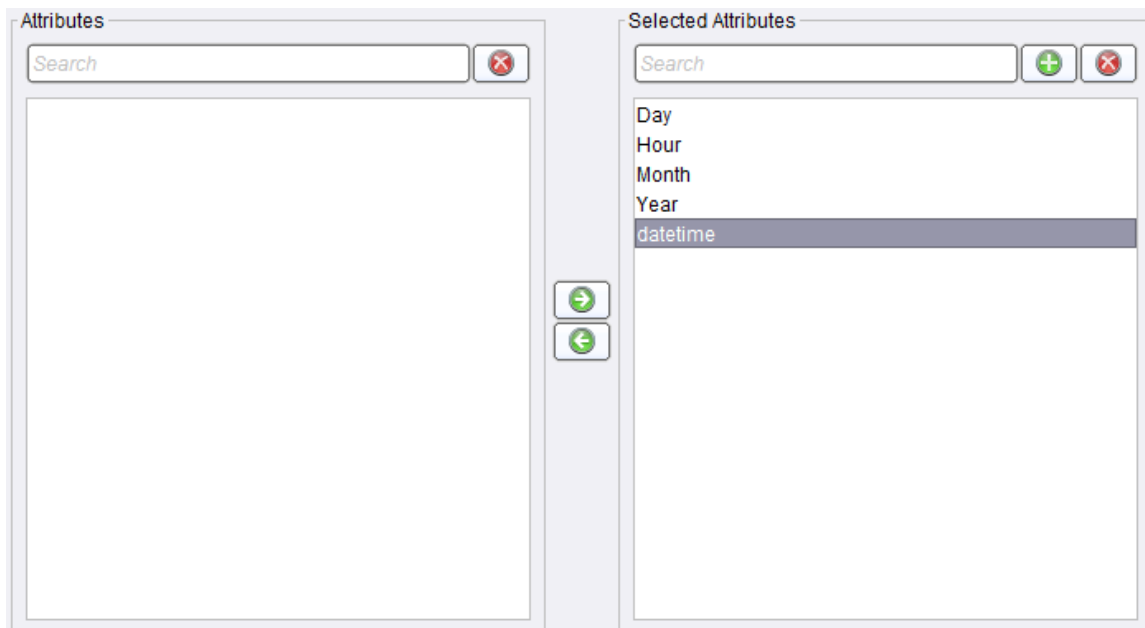 Attributes
Search
Selected Attributes
Search
Day
Hour
Month
Year
datetime